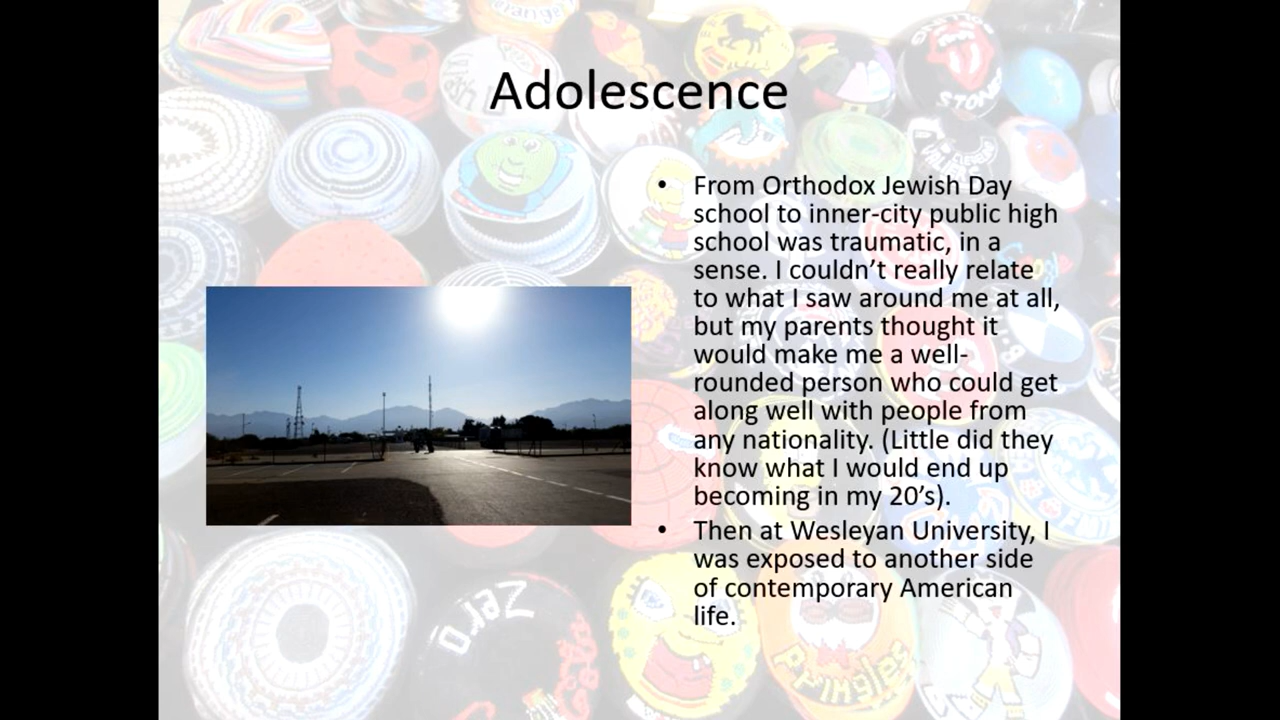 Adolescence
• From Orthodox Jewish Day
school to inner-city public high
school was traumatic, in a
sense. I couldn’t really relate
to what I saw around me at all,
but my parents thought it
would make me a well-
rounded person who could get
along well with people from
any nationality. (Little did they
know what I would end up
becoming in my 20’s).
• Then at Wesleyan University, I
was exposed to another side
of contemporary American
life.
STONE
Zero
Pringles